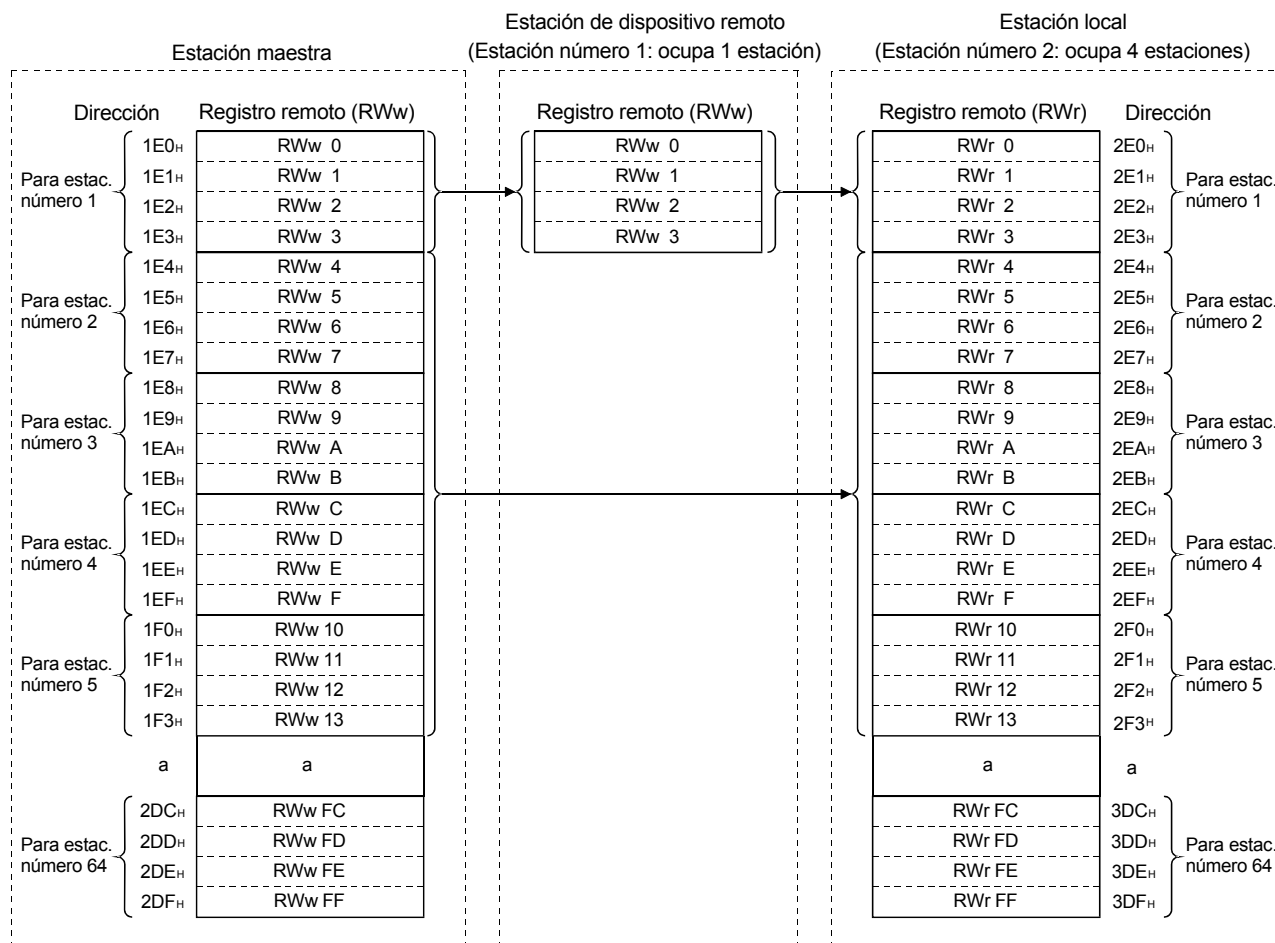 Estación maestra
Estación de dispositivo remoto
(Estación número 1: ocupa 1 estación)
Estación local
(Estación número 2: ocupa 4 estaciones)
Dirección Registro remoto (RWw) Registro remoto (RWw) Registro remoto (RWr) Dirección
Para estac. número 1
1E0H RWw 0 RWw 0 RWr 0 2E0H
1E1H RWw 1 RWw 1 RWr 1 2E1H
1E2H RWw 2 RWw 2 RWr 2 2E2H
1E3H RWw 3 RWw 3 RWr 3 2E3H
Para estac. número 1
Para estac. número 2
1E4H RWw 4 RWr 4 2E4H
1E5H RWw 5 RWr 5 2E5H
1E6H RWw 6 RWr 6 2E6H
1E7H RWw 7 RWr 7 2E7H
Para estac. número 2
Para estac. número 3
1E8H RWw 8 RWr 8 2E8H
1E9H RWw 9 RWr 9 2E9H
1EAH RWw A RWr A 2EAH
1EBH RWw B RWr B 2EBH
Para estac. número 3
Para estac. número 4
1ECH RWw C RWr C 2ECH
1EDH RWw D RWr D 2EDH
1EEH RWw E RWr E 2EEH
1EFH RWw F RWr F 2EFH
Para estac. número 4
Para estac. número 5
1F0H RWw 10 RWr 10 2F0H
1F1H RWw 11 RWr 11 2F1H
1F2H RWw 12 RWr 12 2F2H
1F3H RWw 13 RWr 13 2F3H
Para estac. número 5
a a a a
Para estac. número 64
2DCH RWw FC RWr FC 3DCH
2DDH RWw FD RWr FD 3DDH
2DEH RWw FE RWr FE 3DEH
2DFH RWw FF RWr FF 3DFH
Para estac. número 64